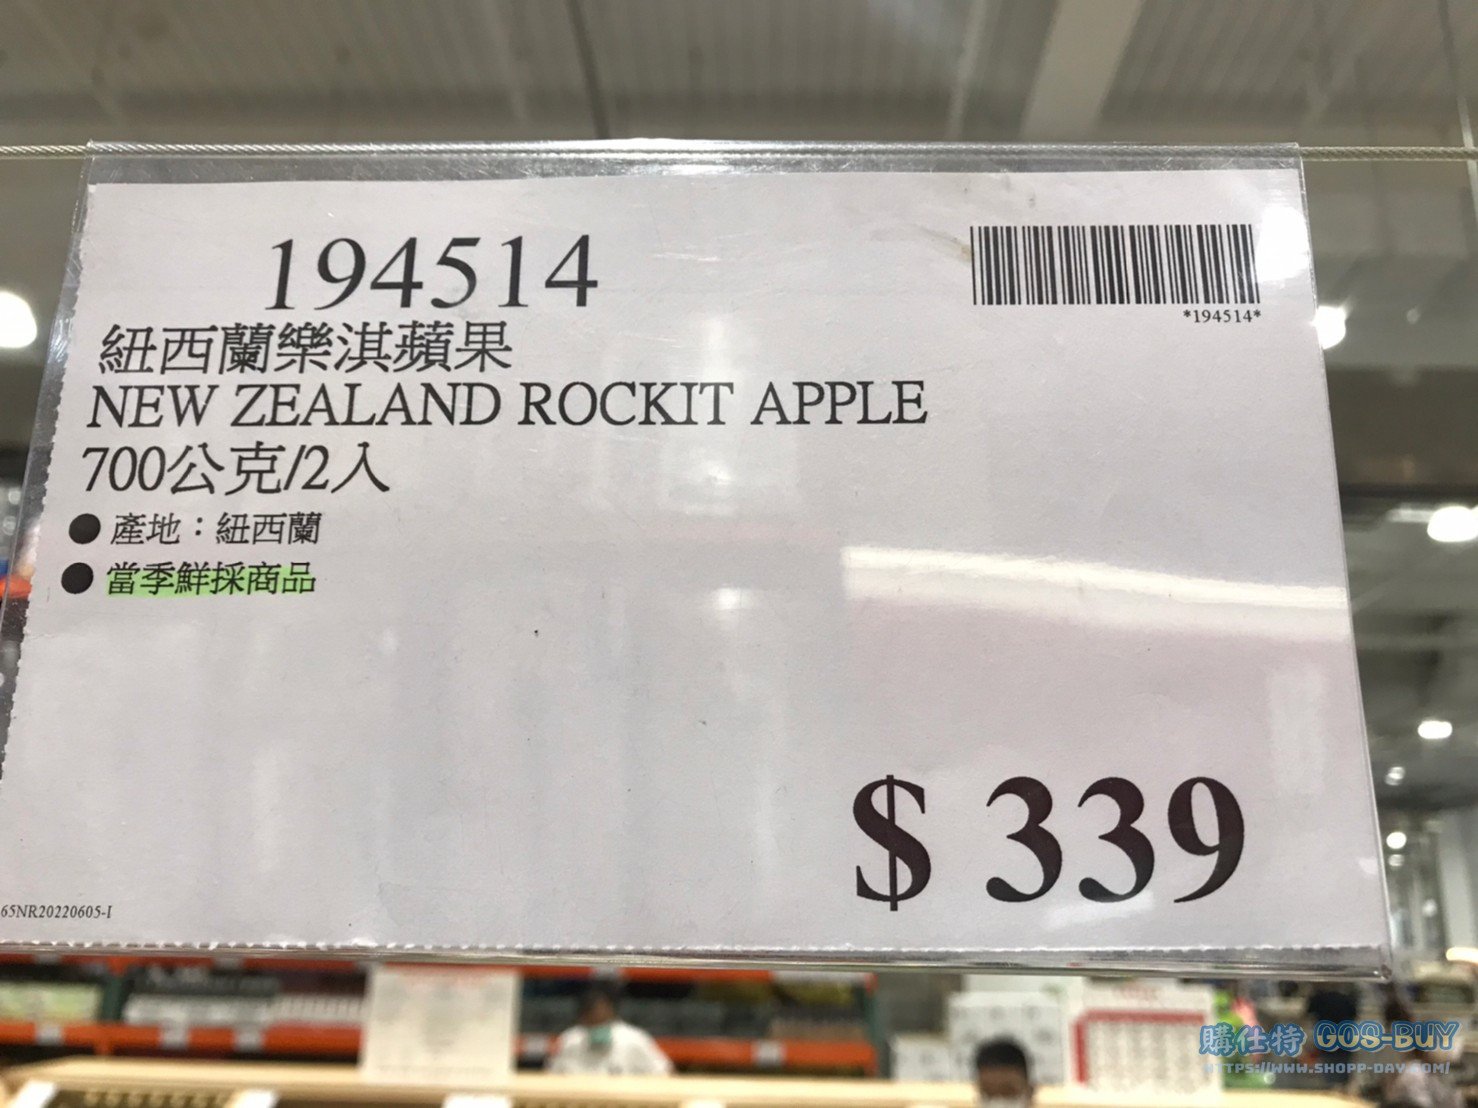 194514
*194514*
紐西蘭樂淇蘋果
NEW ZEALAND ROCKIT APPLE
700公克/2入
● 產地：紐西蘭
● 當季鮮採商品
$ 339
65NR20220605-I
購仕特 GOS-BUY
HTTPS://WWW.SHOPP-DAY.COM/